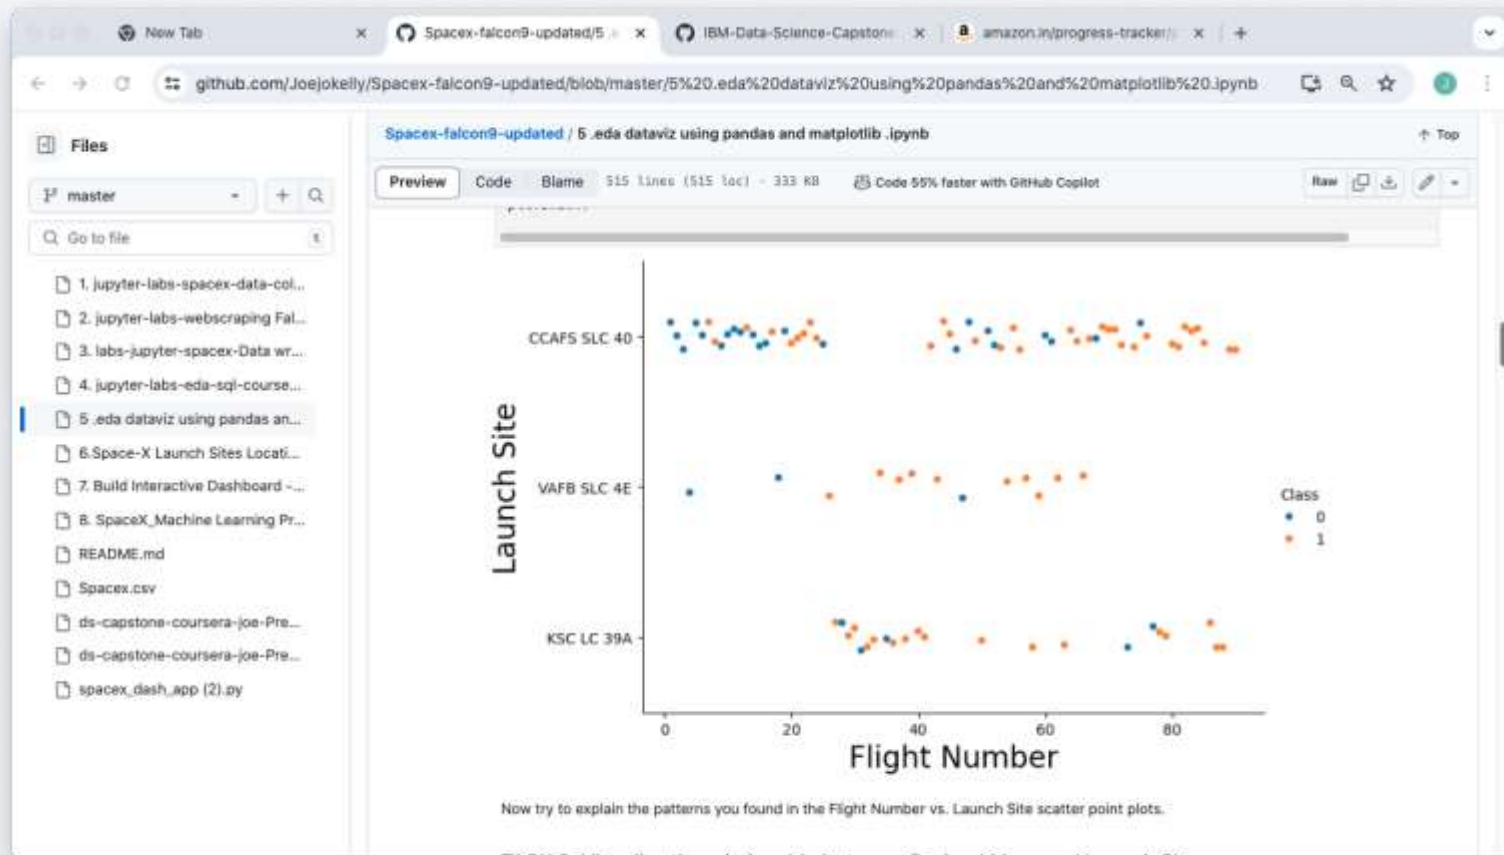 New Tab
Spacex-falcon9-updated/5 .e
IBM-Data-Science-Capstone
amazon.in/progress-tracker/
github.com/Joejokelly/Spacex-falcon9-updated/blob/master/5%20.eda%20dataviz%20using%20pandas%20and%20matplotlib%20.ipynb
J
Files
Spacex-falcon9-updated / 5 .eda dataviz using pandas and matplotlib .ipynb
Top
master
Preview
Code
Blame
515 lines (515 loc) · 333 KB
Code 55% faster with GitHub Copilot
Raw
Go to file
t
1. jupyter-labs-spacex-data-col...
2. jupyter-labs-webscraping Fal...
3. labs-jupyter-spacex-Data wr...
4. jupyter-labs-eda-sql-course...
5 .eda dataviz using pandas an...
6.Space-X Launch Sites Locati...
7. Build Interactive Dashboard -...
8. SpaceX_Machine Learning Pr...
README.md
Spacex.csv
ds-capstone-coursera-joe-Pre...
ds-capstone-coursera-joe-Pre...
spacex_dash_app (2).py
Launch Site
CCAFS SLC 40
VAFB SLC 4E
KSC LC 39A
Class
0
1
0 20 40 60 80
Flight Number
Now try to explain the patterns you found in the Flight Number vs. Launch Site scatter point plots.